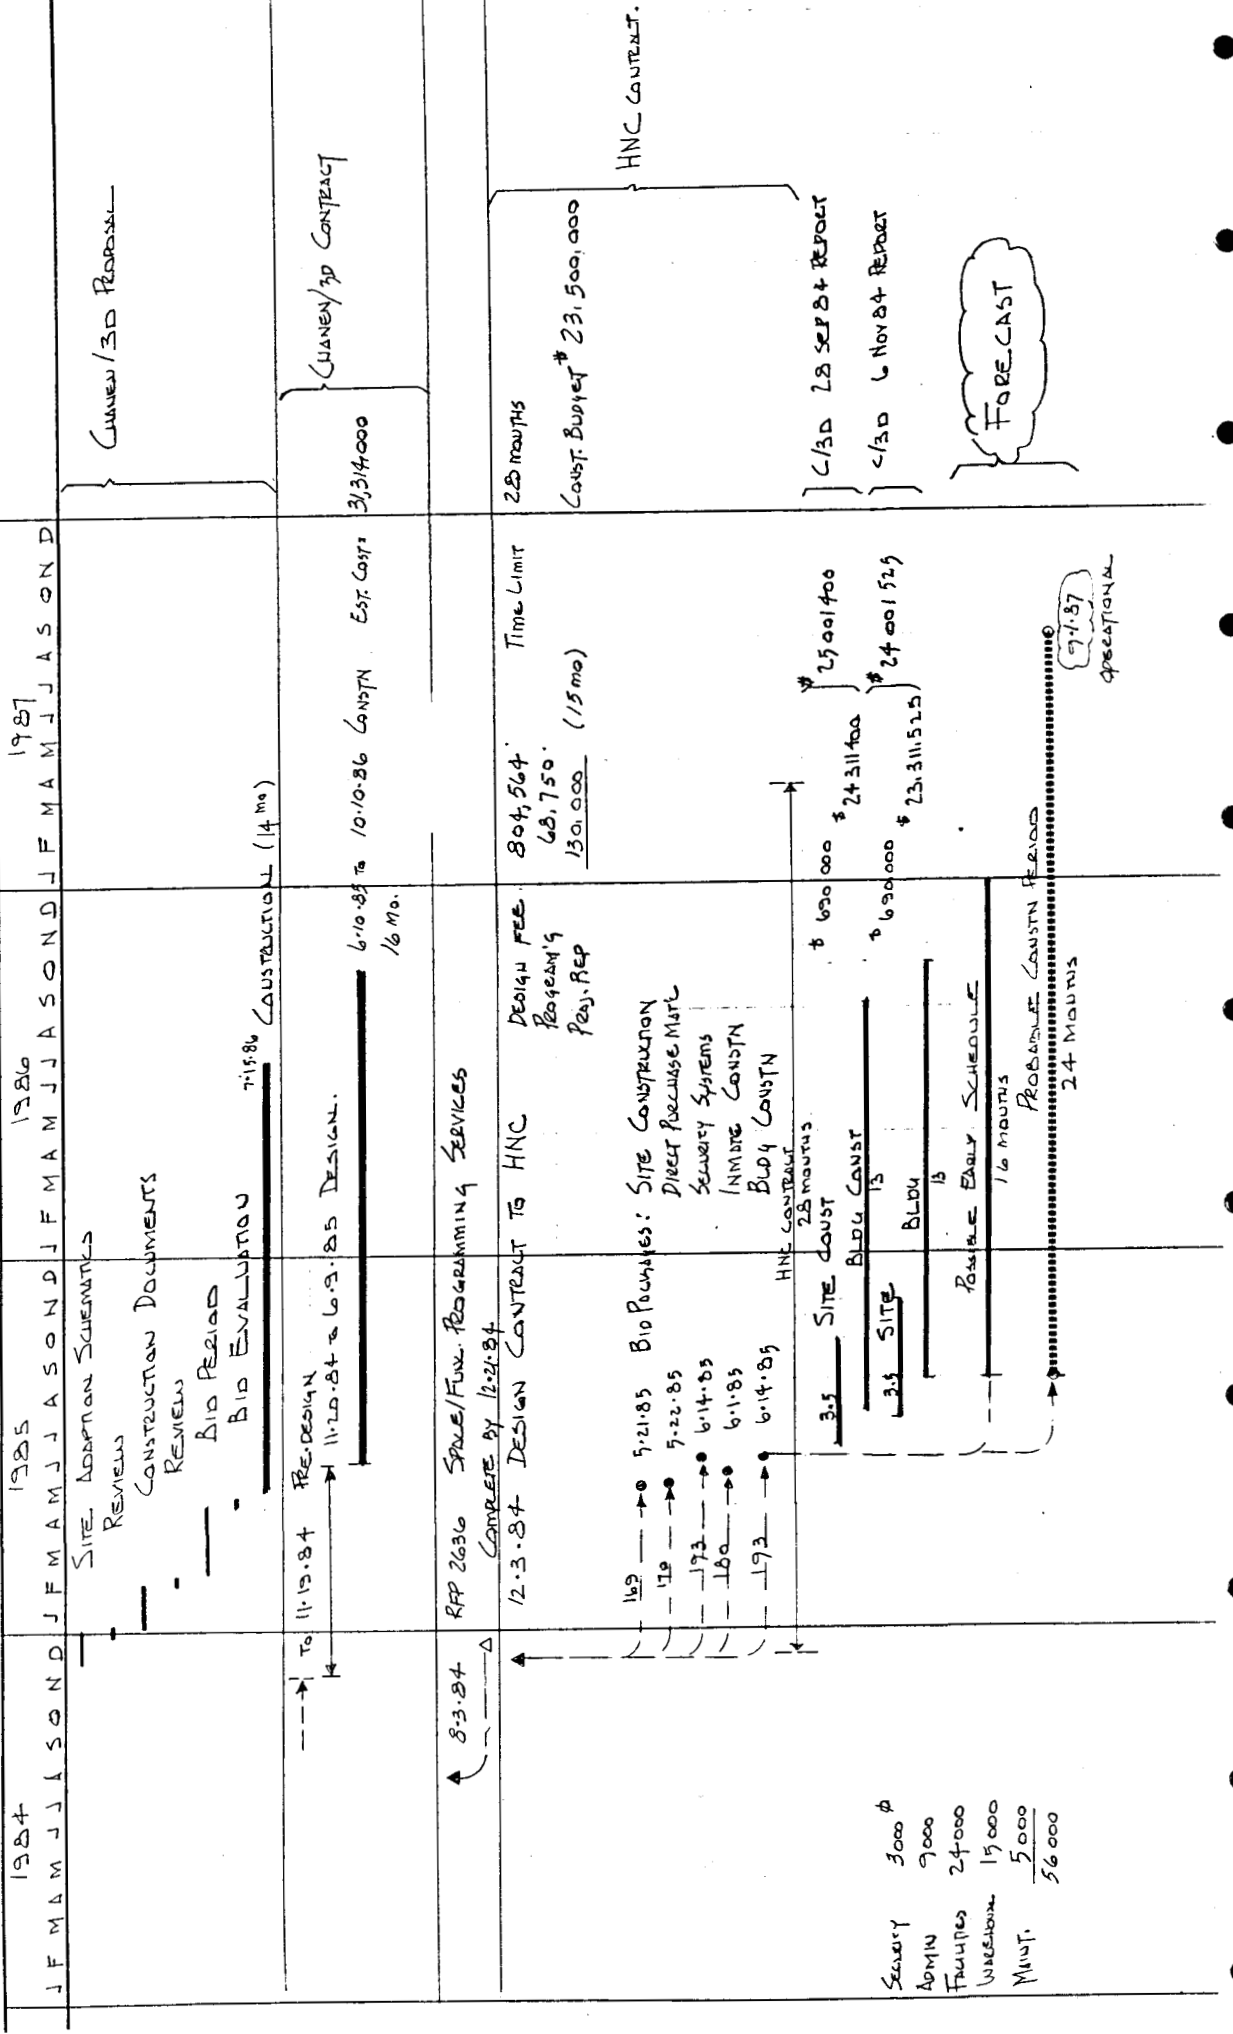 1984 1985 1986 1987
J F M A M J J A S O N D J F M A M J J A S O N D J F M A M J J A S O N D J F M A M J J A S O N D
SITE ADAPTION SCHEMATICS
REVIEW
CONSTRUCTION DOCUMENTS
REVIEW
BID PERIOD
BID EVALUATION
7.15.86
CONSTRUCTION (14 mo)
CHANEN/3D PROPOSAL
TO 11.19.84 PRE-DESIGN
11.20.84 to 6.9.85 DESIGN.
6.10.85 to 10.10.86 CONSTN EST. COST: 31,314000
16 MO.
CHANEN/3D CONTRACT
8.3.84 RFP 2636 SPACE/FUNC. PROGRAMMING SERVICES
COMPLETE BY 12.21.84
12.3.84 DESIGN CONTRACT TO HNC DESIGN FEE. 804,564. TIME LIMIT 28 MONTHS
PROGRAM'G 68,750.
PROJ. REP 130,000 (15 mo) CONST. BUDGET $ 23,500,000
HNC CONTRACT.
169 5.21.85 BID PACKAGES: SITE CONSTRUCTION
170 5.22.85 DIRECT PURCHASE MATL
193 6.14.85 SECURITY SYSTEMS
180 6.1.85 INMATE CONSTN
193 6.14.85 BLDG CONSTN
HNC CONTRACT
28 MONTHS
3.5 SITE CONST $ 690 000 $ 24 311 400 $ 25 001 400 C/3D 28 SEP 84 REPORT
BLDG CONST
13
3.5 SITE $ 690,000 $ 23,311,525 $ 24 001 525 C/3D 6 NOV 84 REPORT
BLDG
13
POSSIBLE EARLY SCHEDULE
16 MONTHS
FORECAST
PROBABLE CONSTN PERIOD
24 MONTHS
9.1.87
OPERATIONAL
SECURITY 3000
ADMIN 9000
FACILITIES 24000
WAREHOUSE 15000
MAINT. 5000
56000